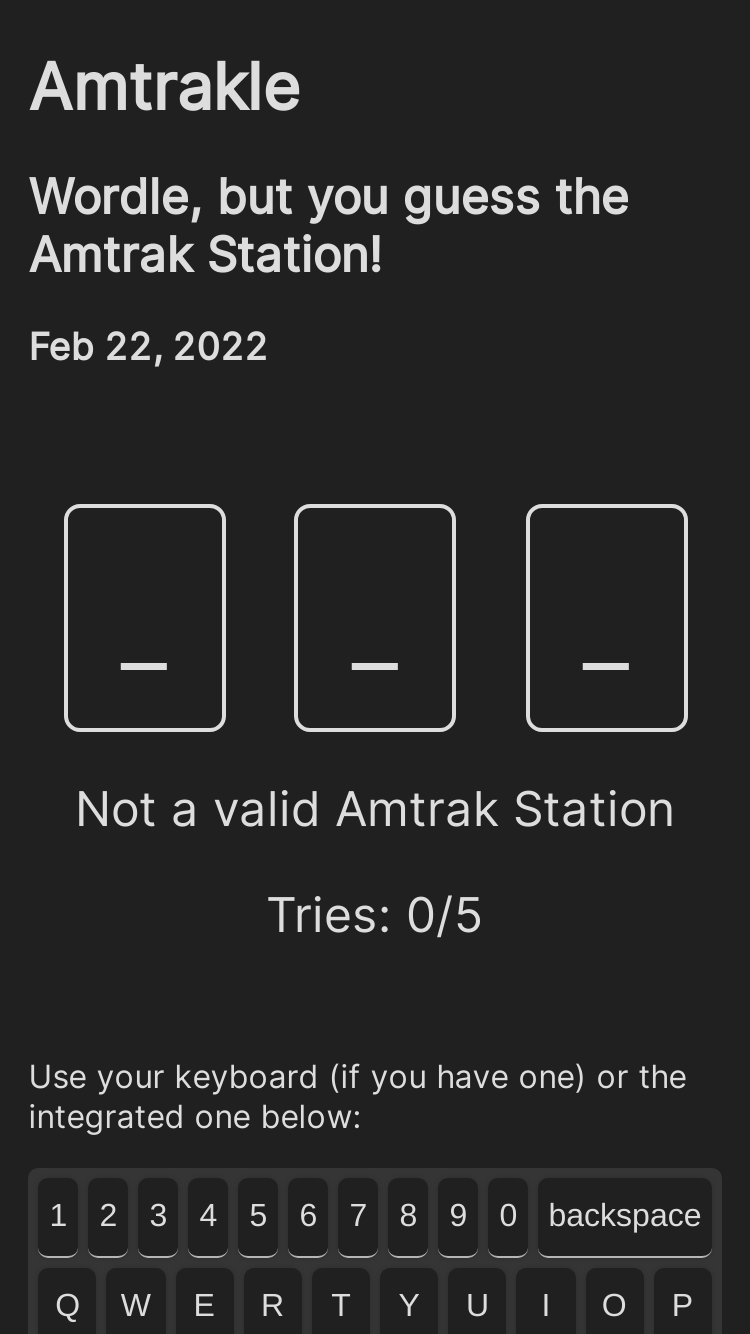 Amtrakle
Wordle, but you guess the
Amtrak Station!
Feb 22, 2022
_ _ _
Not a valid Amtrak Station
Tries: 0/5
Use your keyboard (if you have one) or the
integrated one below:
1 2 3 4 5 6 7 8 9 0 backspace
Q W E R T Y U I O P